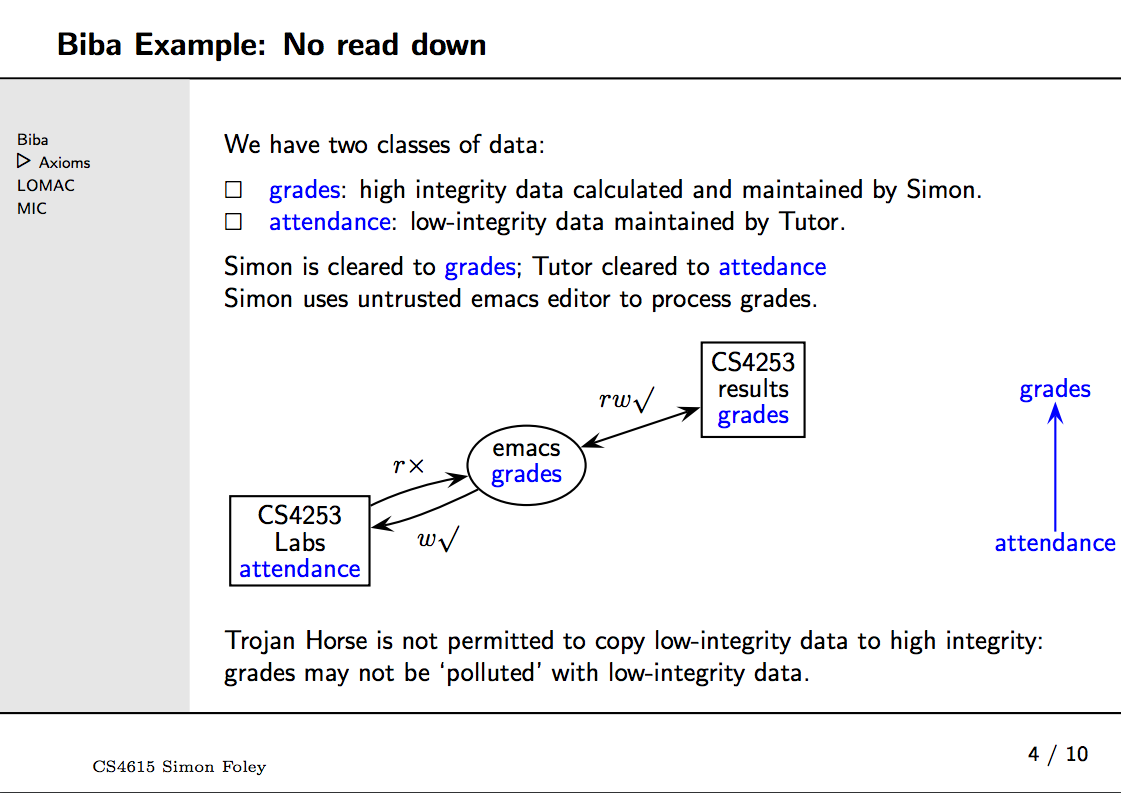 Biba Example: No read down
Biba
▷ Axioms
LOMAC
MIC
We have two classes of data:
□ grades: high integrity data calculated and maintained by Simon.
□ attendance: low-integrity data maintained by Tutor.
Simon is cleared to grades; Tutor cleared to attedance
Simon uses untrusted emacs editor to process grades.
CS4253
results
grades
rw√
emacs
grades
r×
w√
CS4253
Labs
attendance
grades
attendance
Trojan Horse is not permitted to copy low-integrity data to high integrity:
grades may not be ‘polluted’ with low-integrity data.
CS4615 Simon Foley
4 / 10